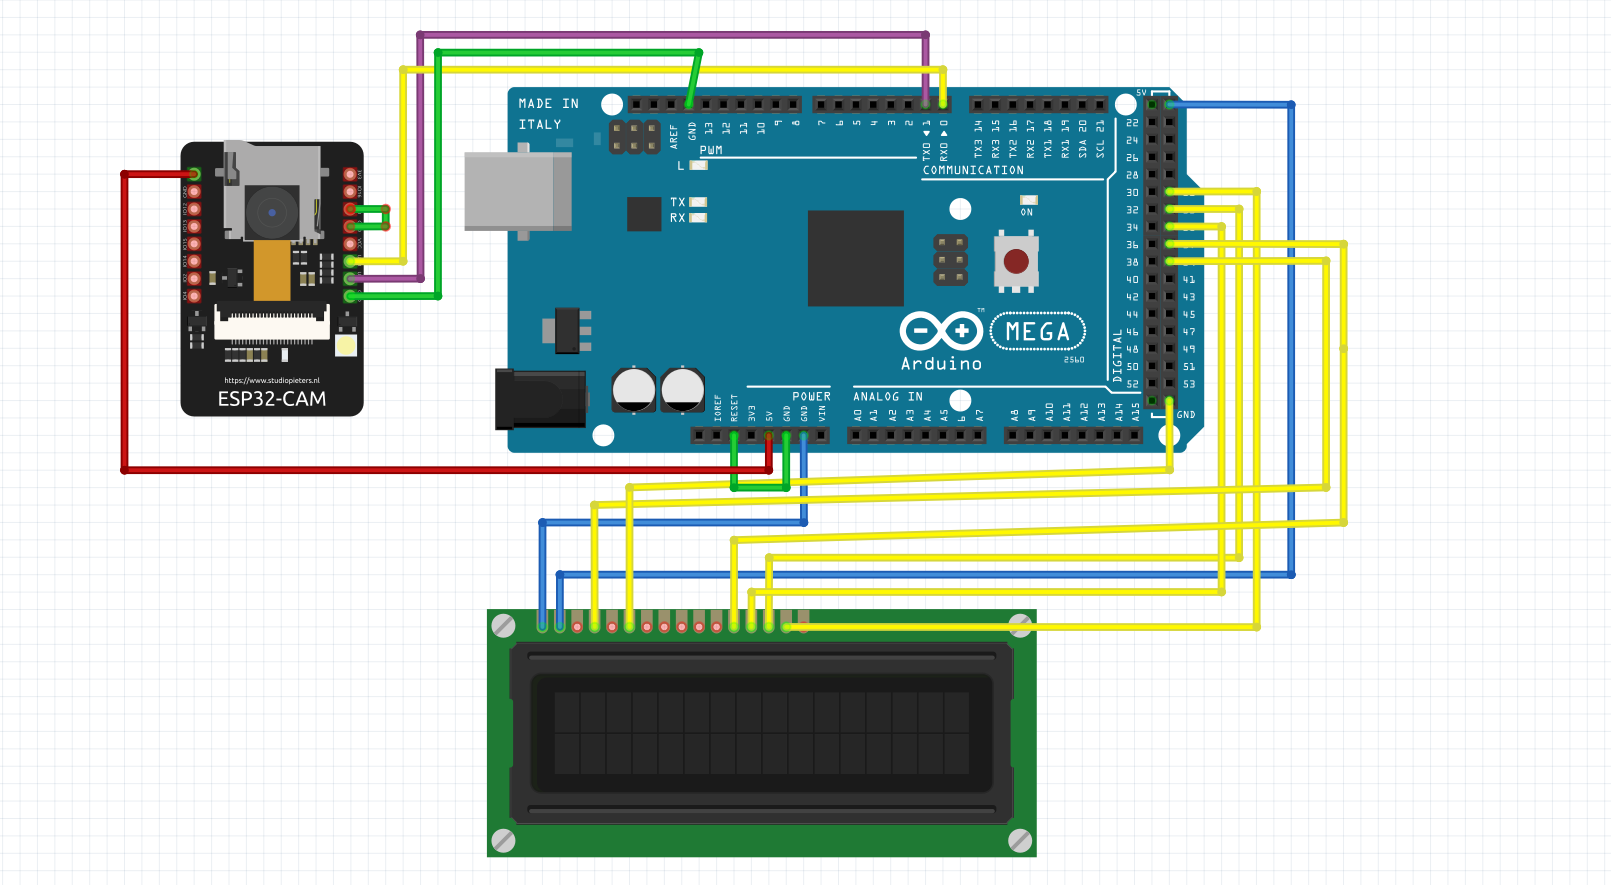 MADE IN
ITALY
AREF
GND
13
12
11
10
9
8
7
6
5
4
3
2
TX0 1
RX0 0
TX3 14
RX3 15
TX2 16
RX2 17
TX1 18
RX1 19
SDA 20
SCL 21
PWM
COMMUNICATION
L
TX
RX
ON
5V
22
24
26
28
30
32
34
36
38
40 41
42 43
44 45
46 47
48 49
50 51
52 53
GND
DIGITAL
TM
MEGA
2560
Arduino
POWER
ANALOG IN
IOREF
RESET
3V3
5V
GND
GND
VIN
A0
A1
A2
A3
A4
A5
6
A7
A8
A9
A10
A11
A12
A13
A14
A15
https://www.studiopieters.nl
ESP32-CAM